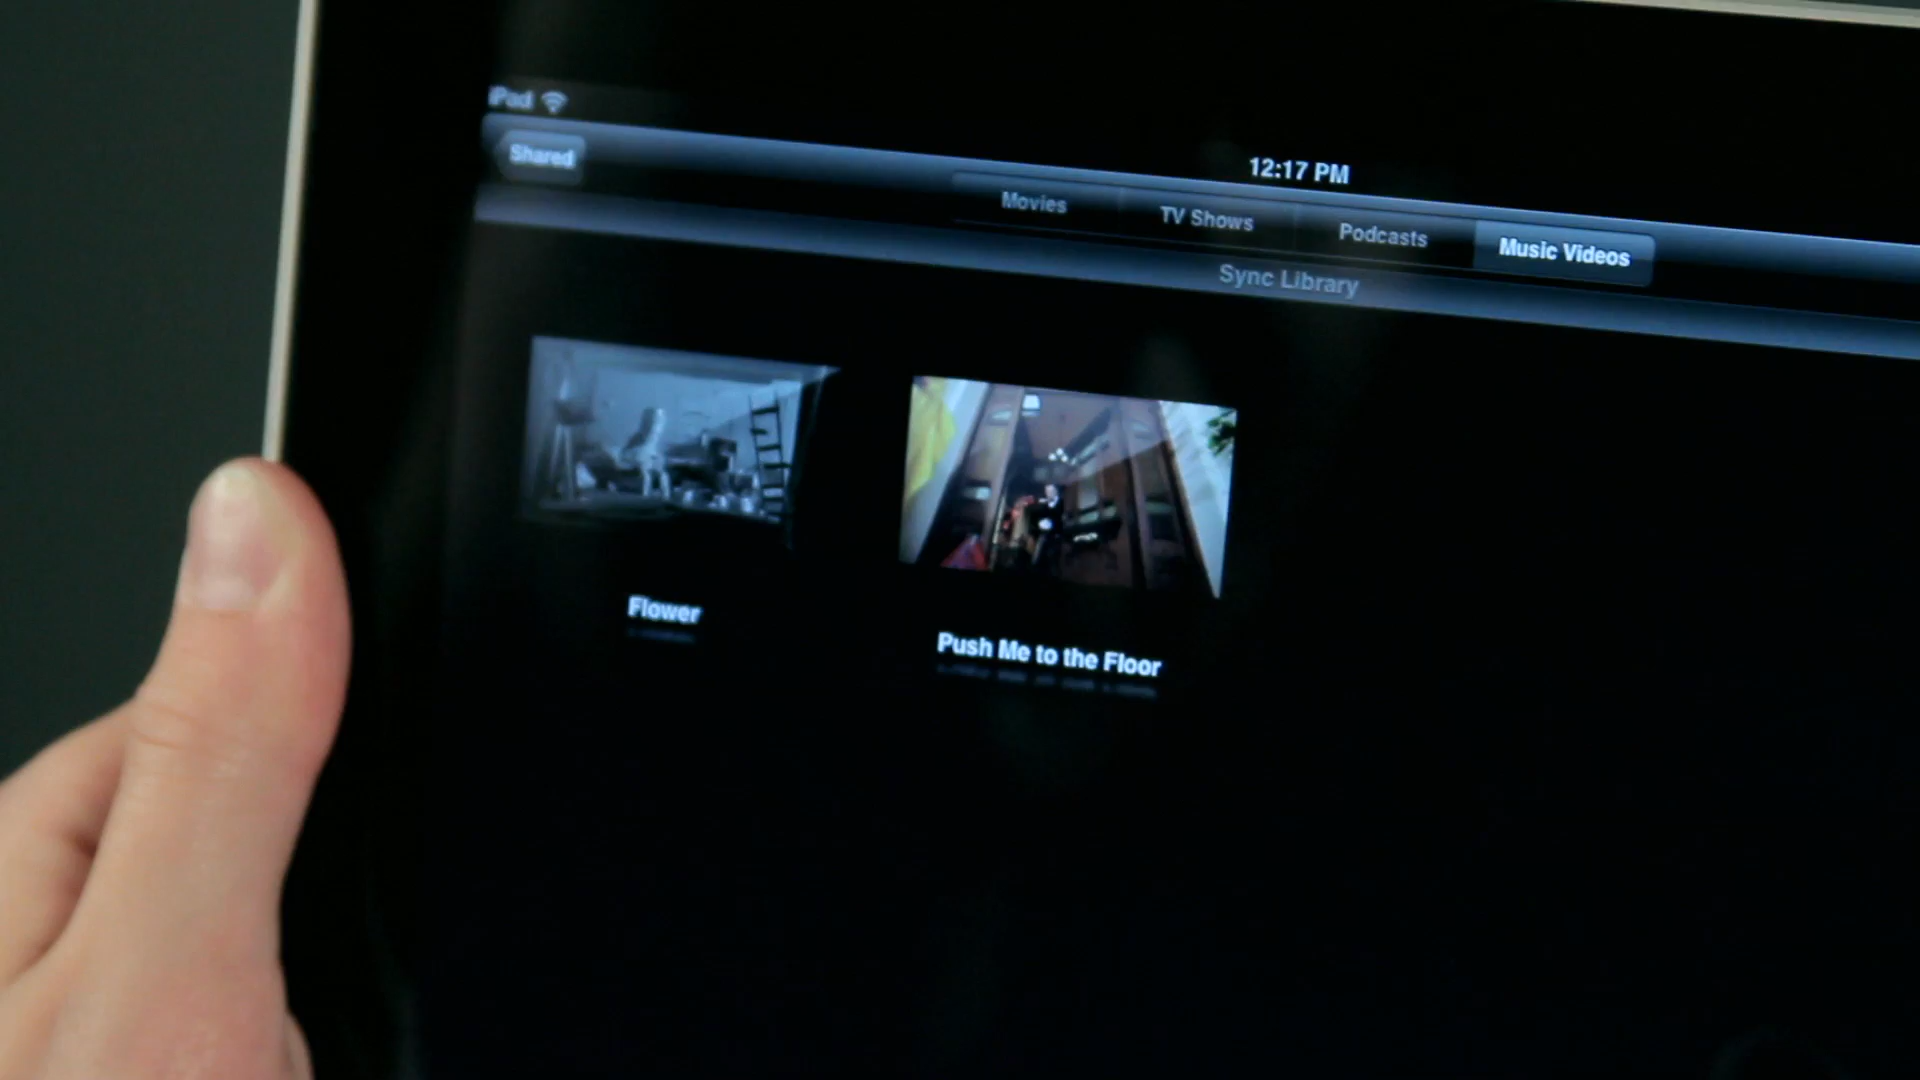 iPad
12:17 PM
Shared
Movies
TV Shows
Podcasts
Music Videos
Sync Library
Flower
Push Me to the Floor